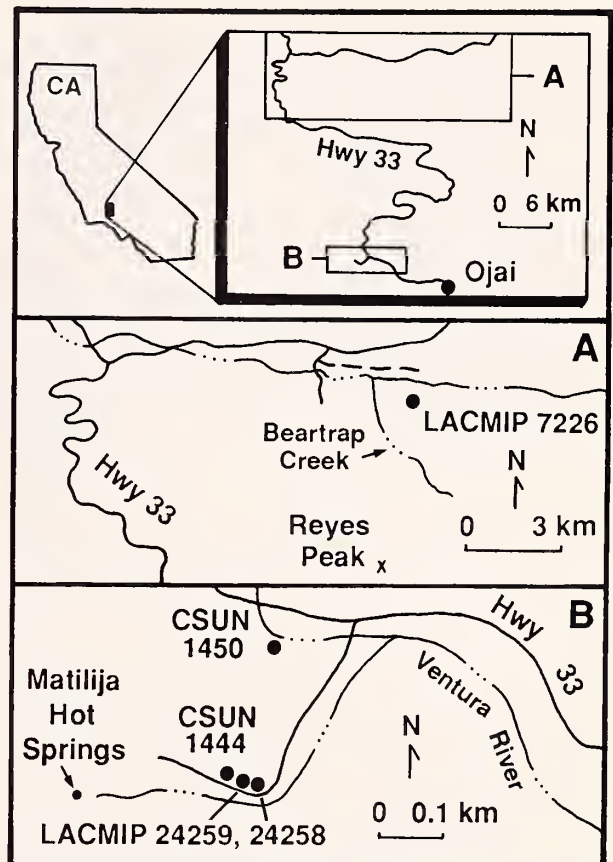 CA
A
N
Hwy 33
0 6 km
B
Ojai
A
LACMIP 7226
Beartrap
Creek
N
Hwy 33
Reyes
Peak x
0 3 km
B
CSUN
1450
Hwy 33
Matilija
Hot
Springs
CSUN
1444
Ventura River
N
0 0.1 km
LACMIP 24259, 24258